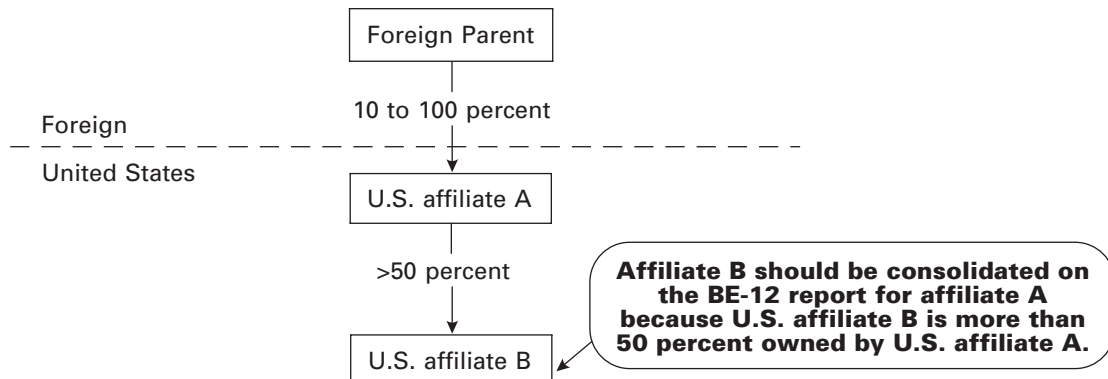 Foreign Parent
10 to 100 percent
Foreign
United States
U.S. affiliate A
>50 percent
Affiliate B should be consolidated on
the BE-12 report for affiliate A
because U.S. affiliate B is more than
50 percent owned by U.S. affiliate A.
U.S. affiliate B